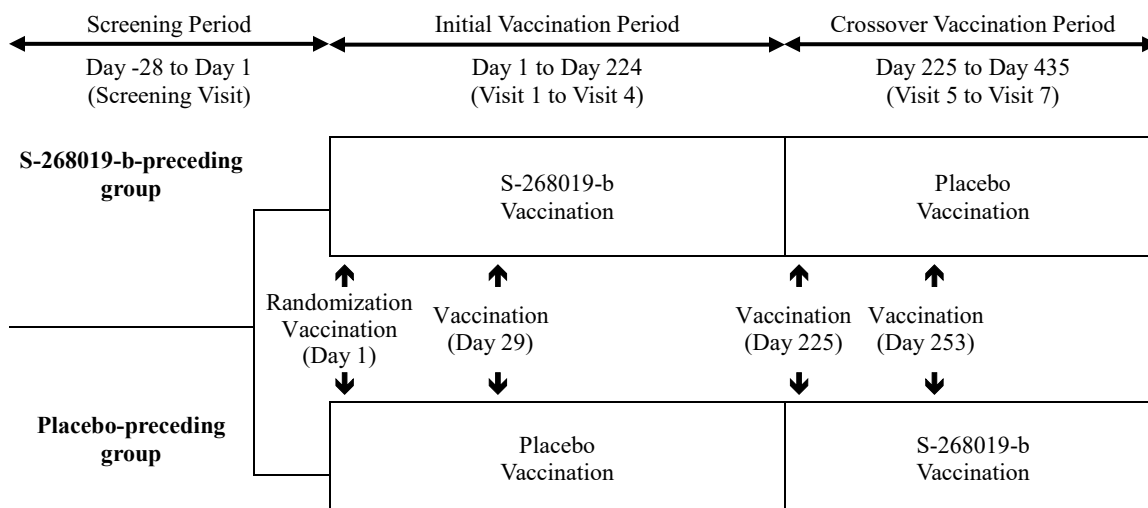 Screening Period
Initial Vaccination Period
Crossover Vaccination Period
Day -28 to Day 1
(Screening Visit)
Day 1 to Day 224
(Visit 1 to Visit 4)
Day 225 to Day 435
(Visit 5 to Visit 7)
S-268019-b-preceding
group
S-268019-b
Vaccination
Placebo
Vaccination
Randomization
Vaccination
(Day 1)
Vaccination
(Day 29)
Vaccination
(Day 225)
Vaccination
(Day 253)
Placebo-preceding
group
Placebo
Vaccination
S-268019-b
Vaccination